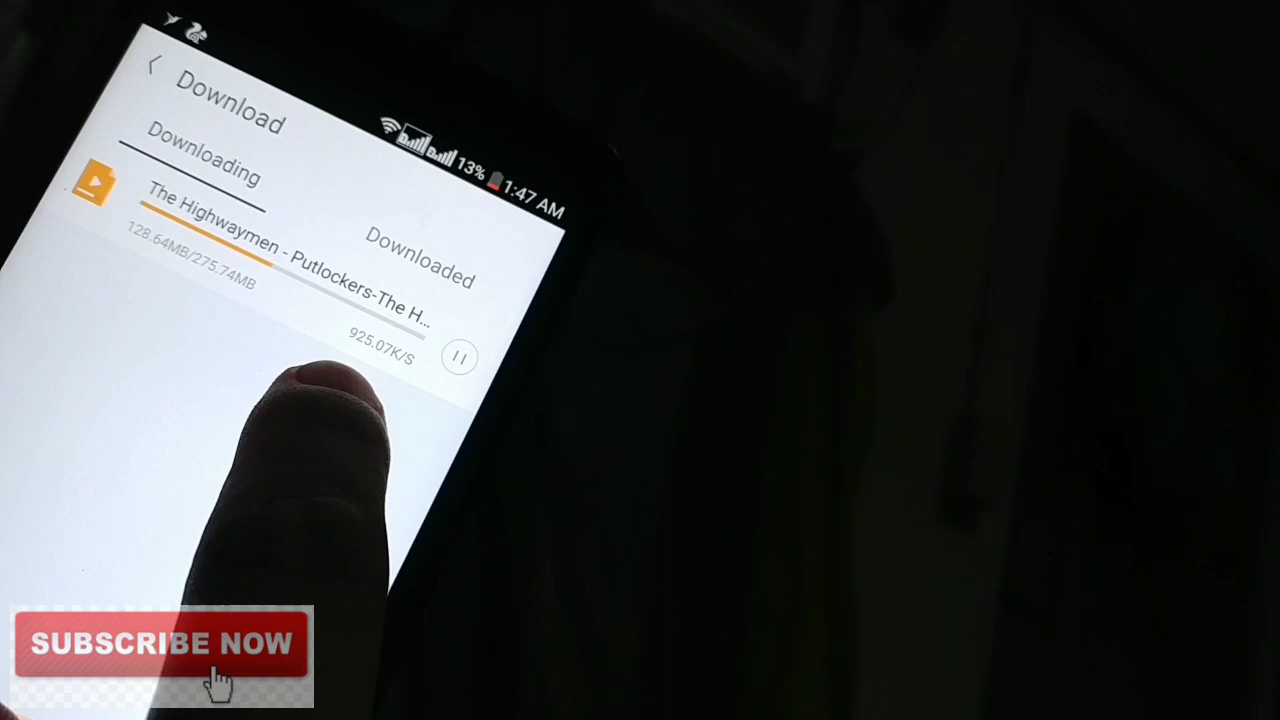 13% 1:47 AM
Download
Downloading
Downloaded
The Highwaymen - Putlockers-The H...
128.64MB/275.74MB
925.07K/S
SUBSCRIBE NOW